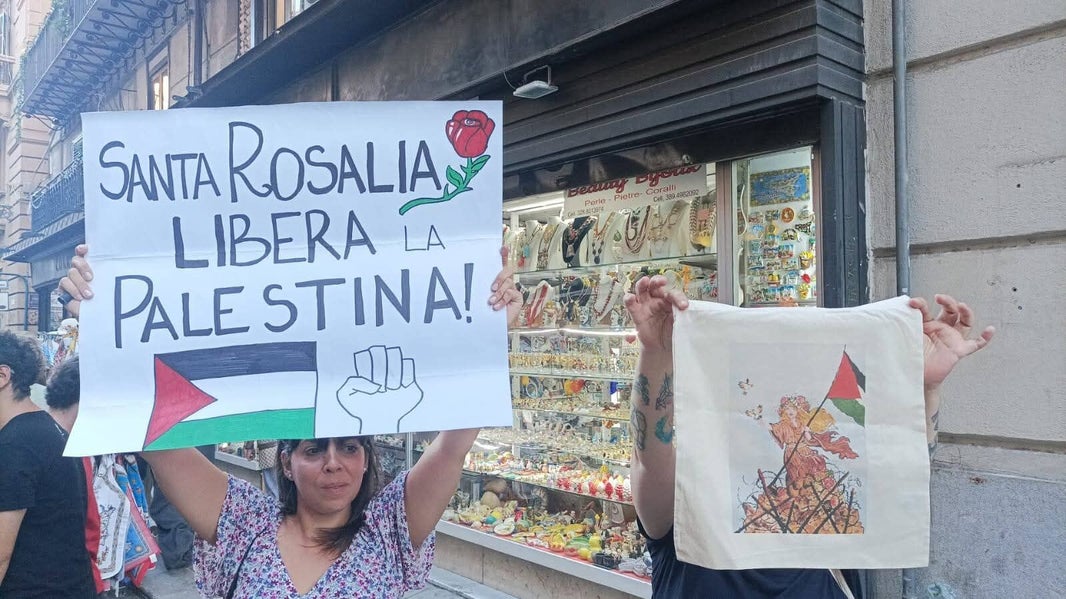 SANTA ROSALIA
LIBERA LA
PALESTINA!
Beauty Bijoux
Perle - Pietre - Coralli